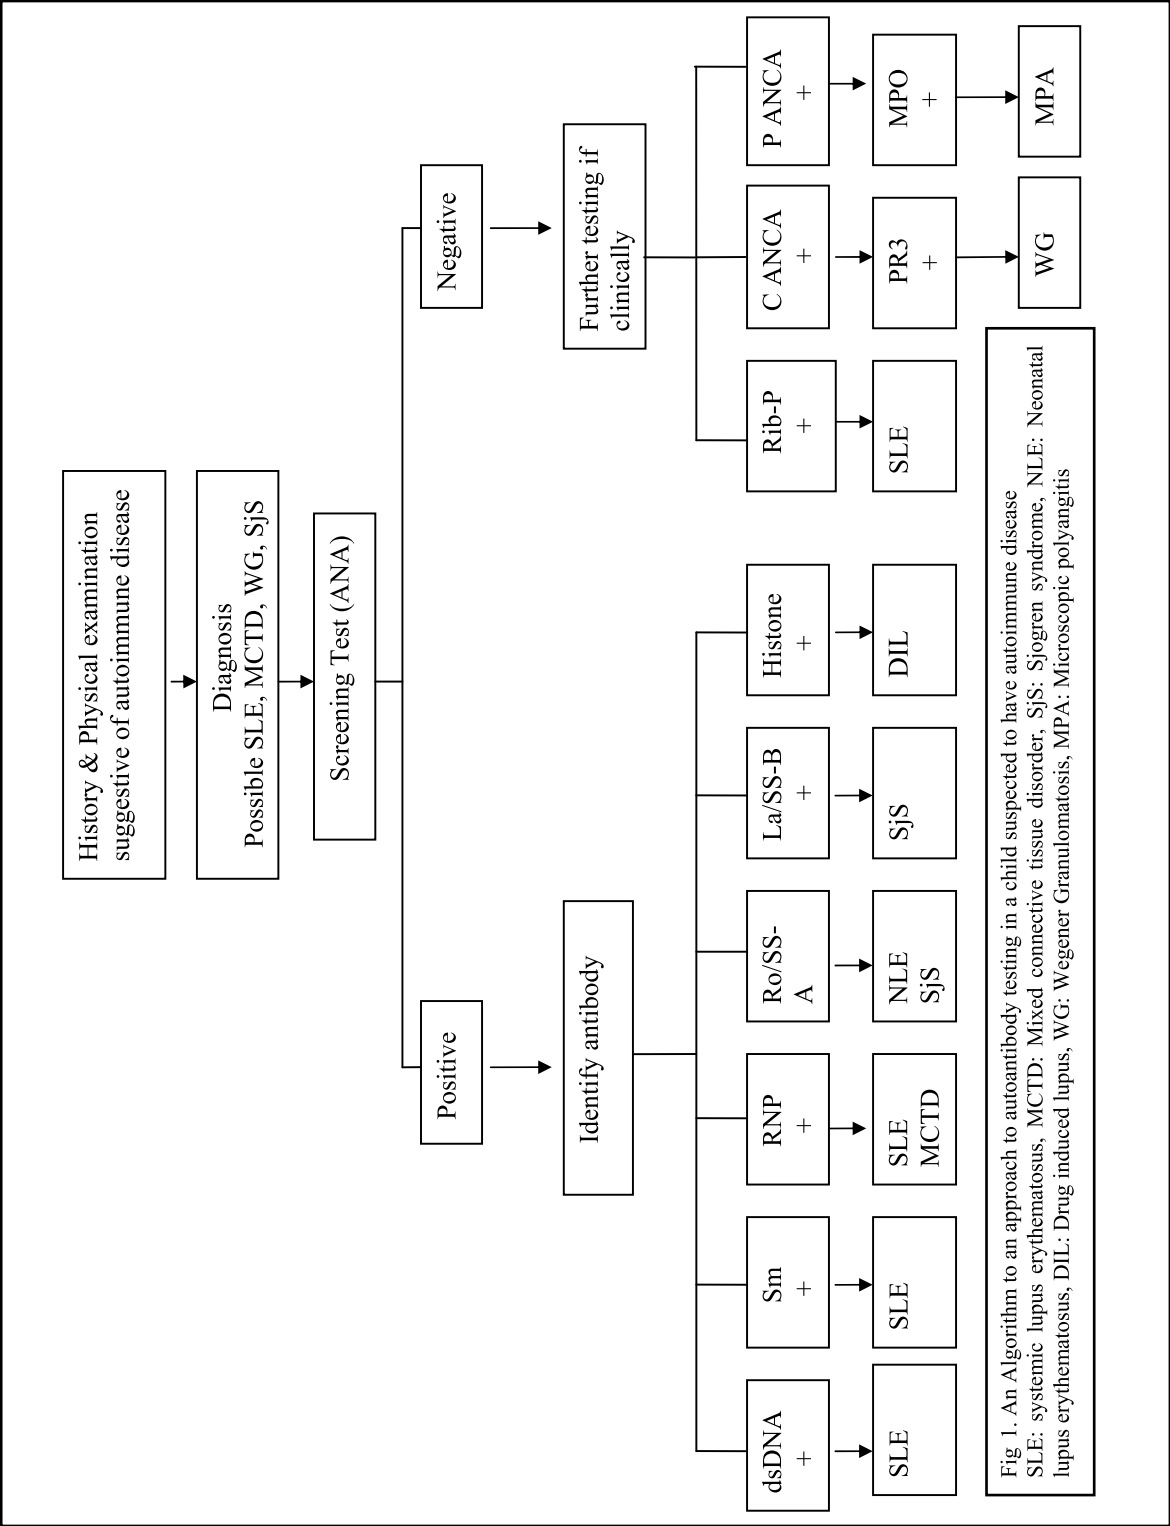 History & Physical examination
suggestive of autoimmune disease
Diagnosis
Possible SLE, MCTD, WG, SjS
Screening Test (ANA)
Positive
Negative
Identify antibody
Further testing if
clinically
dsDNA
+
Sm
+
RNP
+
Ro/SS-
A
La/SS-B
+
Histone
+
Rib-P
+
C ANCA
+
P ANCA
+
SLE
SLE
SLE
MCTD
NLE
SjS
SjS
DIL
SLE
PR3
+
MPO
+
WG
MPA
Fig 1. An Algorithm to an approach to autoantibody testing in a child suspected to have autoimmune disease
SLE: systemic lupus erythematosus, MCTD: Mixed connective tissue disorder, SjS: Sjogren syndrome, NLE: Neonatal
lupus erythematosus, DIL: Drug induced lupus, WG: Wegener Granulomatosis, MPA: Microscopic polyangitis